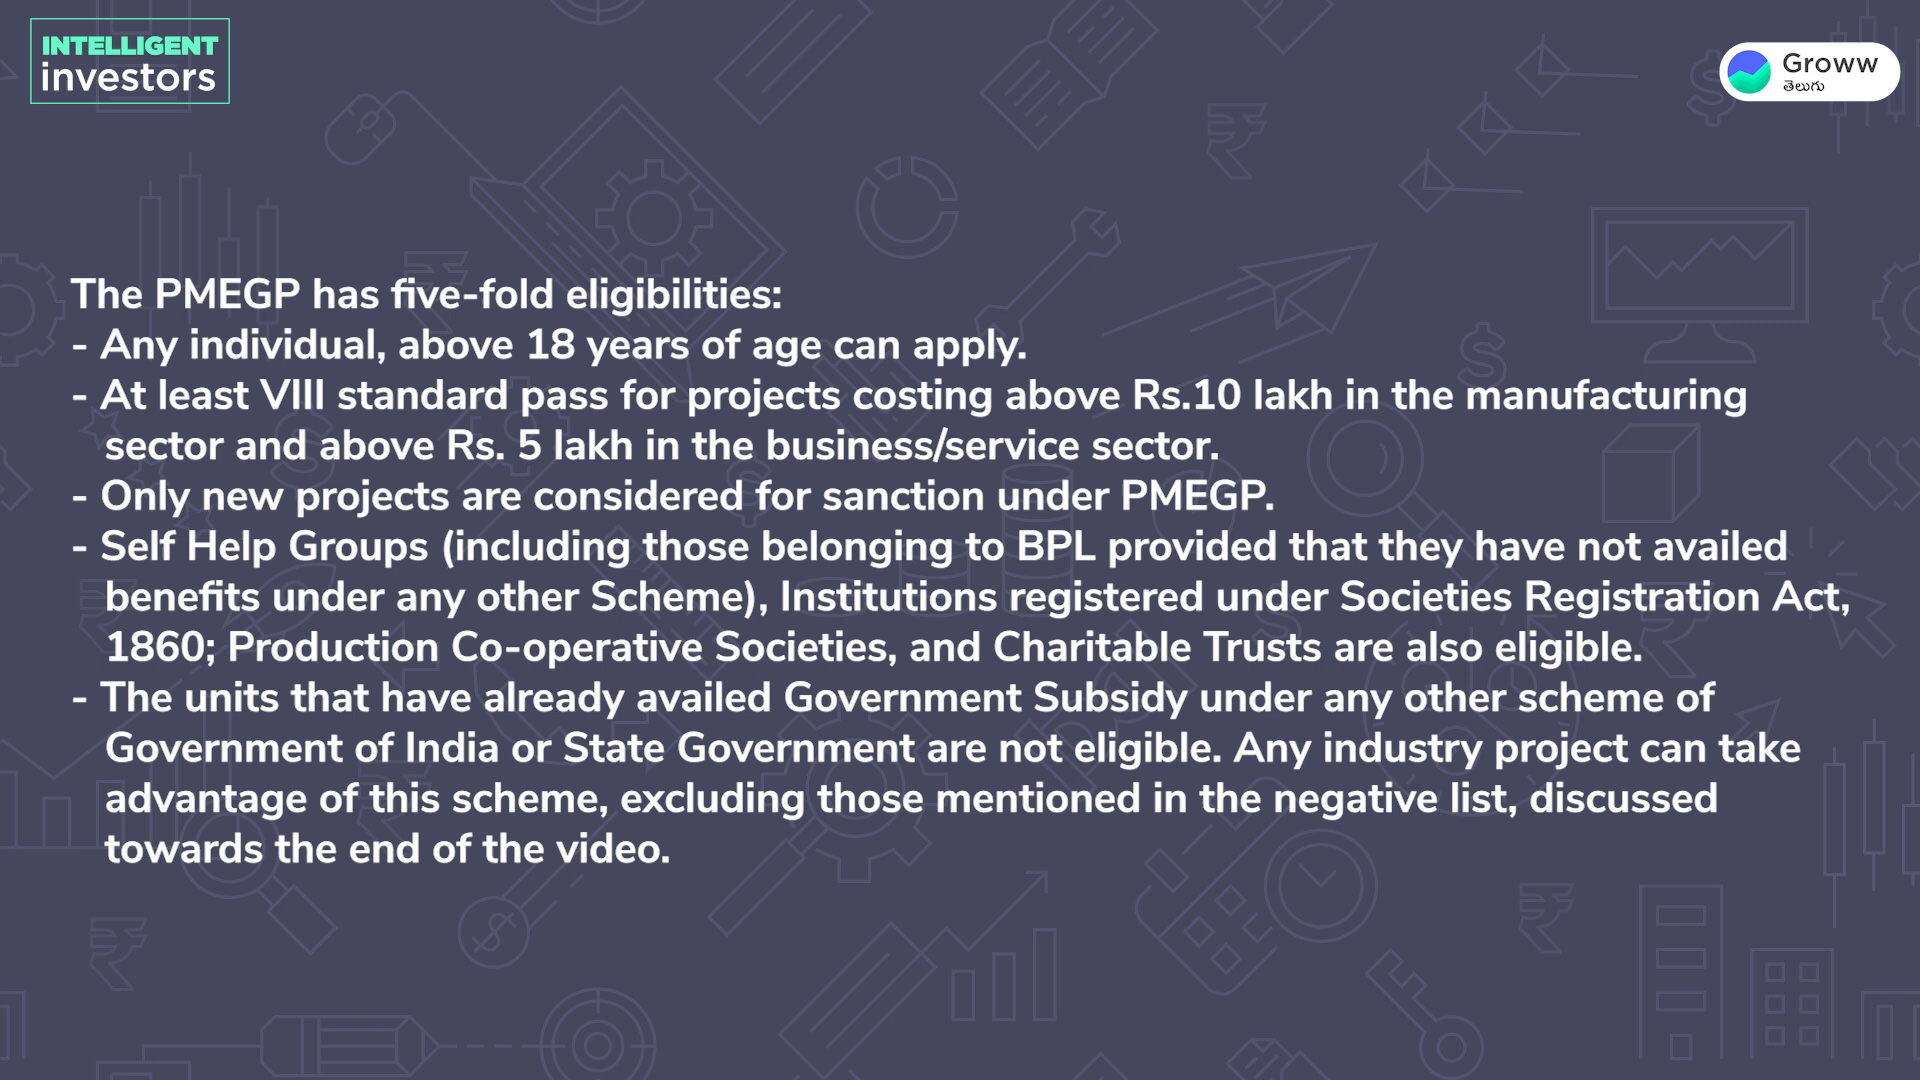 INTELLIGENT
investors
Groww
తెలుగు
The PMEGP has five-fold eligibilities:
- Any individual, above 18 years of age can apply.
- At least VIII standard pass for projects costing above Rs.10 lakh in the manufacturing
sector and above Rs. 5 lakh in the business/service sector.
- Only new projects are considered for sanction under PMEGP.
- Self Help Groups (including those belonging to BPL provided that they have not availed
benefits under any other Scheme), Institutions registered under Societies Registration Act,
1860; Production Co-operative Societies, and Charitable Trusts are also eligible.
- The units that have already availed Government Subsidy under any other scheme of
Government of India or State Government are not eligible. Any industry project can take
advantage of this scheme, excluding those mentioned in the negative list, discussed
towards the end of the video.